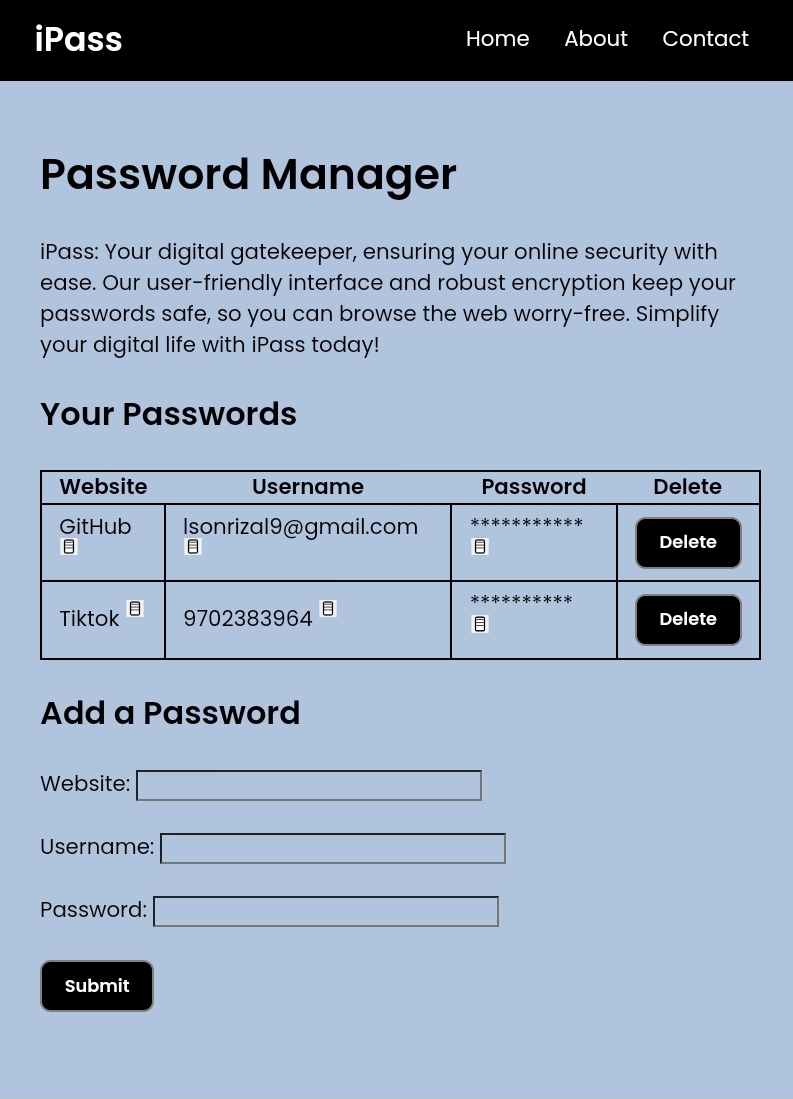 iPass Home About Contact
Password Manager
iPass: Your digital gatekeeper, ensuring your online security with
ease. Our user-friendly interface and robust encryption keep your
passwords safe, so you can browse the web worry-free. Simplify
your digital life with iPass today!
Your Passwords
Website Username Password Delete
GitHub lsonrizal9@gmail.com *********** Delete
Tiktok 9702383964 ********** Delete
Add a Password
Website:
Username:
Password:
Submit